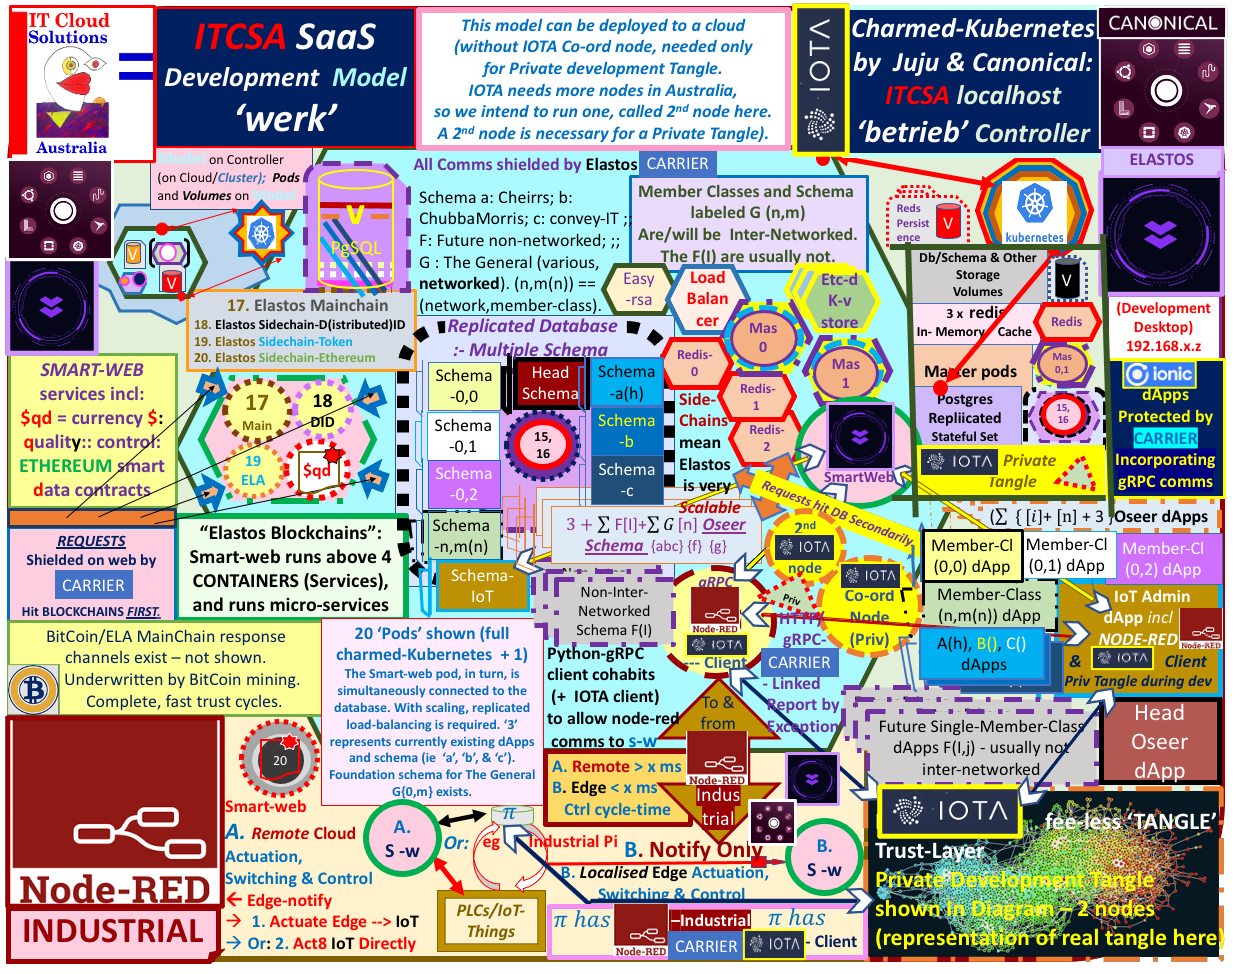 IT Cloud
Solutions
Australia
ITCSA SaaS
Development Model
‘werk’
This model can be deployed to a cloud
(without IOTA Co-ord node, needed only
for Private development Tangle.
IOTA needs more nodes in Australia,
so we intend to run one, called 2nd node here.
A 2nd node is necessary for a Private Tangle).
IOTA
Charmed-Kubernetes
by Juju & Canonical:
ITCSA localhost
‘betrieb’ Controller
CANONICAL
Model on Controller
(on Cloud/Cluster); Pods
and Volumes on Model
V
V
V
PgSQL
All Comms shielded by Elastos CARRIER
Schema a: Cheirrs; b:
ChubbaMorris; c: convey-IT ;;
F: Future non-networked; ;;
G : The General (various,
networked). (n,m(n)) ==
(network,member-class).
Member Classes and Schema
labeled G (n,m)
Are/will be Inter-Networked.
The F(I) are usually not.
Reds
Persist
ence
V
kubernetes
ELASTOS
Db/Schema & Other
Storage
Volumes
V
3 x redis
In- Memory Cache
Redis
Master pods
Mas
0,1
Postgres
Repliicated
Stateful Set
15,
16
IOTA Private
Tangle
(Development
Desktop)
192.168.x.z
ionic
dApps
Protected by
CARRIER
Incorporating
gRPC comms
17. Elastos Mainchain
18. Elastos Sidechain-D(istributed)ID
19. Elastos Sidechain-Token
20. Elastos Sidechain-Ethereum
Easy
-rsa
Load
Balan
cer
Etc-d
K-v
store
Mas
0
Mas
1
Redis-
0
Redis-
1
Redis-
2
Side-
Chains
mean
Elastos
is very
Scalable
SmartWeb
SMART-WEB
services incl:
$qd = currency $:
quality:: control:
ETHEREUM smart
data contracts
17
Main
18
DID
19
ELA
$qd
Replicated Database
:- Multiple Schema
Schema
-0,0
Head
Schema
Schema
-a(h)
Schema
-0,1
15,
16
Schema
-b
Schema
-0,2
Schema
-c
Schema
-n,m(n)
Schema-
IoT
3 + ∑ F[I]+∑ G [n] Oseer
Schema {abc} {f} {g}
Requests hit DB Secondarily
REQUESTS
Shielded on web by
CARRIER
Hit BLOCKCHAINS FIRST.
“Elastos Blockchains”:
Smart-web runs above 4
CONTAINERS (Services),
and runs micro-services
Non-Inter-
Networked
Schema F(I)
2nd
IOTA
node
IOTA
Co-ord
Node
(Priv)
gRPC
Node-RED
IOTA
--- Client
Priv
HTTP/
gRPC-
CARRIER
- Linked
Report by
Exception
(∑ { [i]+ [n] + 3 )Oseer dApps
Member-Cl
(0,0) dApp
Member-Cl
(0,1) dApp
Member-Cl
(0,2) dApp
Member-Class
(n,m(n)) dApp
A(h), B(), C()
dApps
IoT Admin
dApp incl
NODE-RED
Node-RED
& IOTA Client
Priv Tangle during dev
BitCoin/ELA MainChain response
channels exist – not shown.
Underwritten by BitCoin mining.
Complete, fast trust cycles.
20 ‘Pods’ shown (full
charmed-Kubernetes + 1)
The Smart-web pod, in turn, is
simultaneously connected to the
database. With scaling, replicated
load-balancing is required. ‘3’
represents currently existing dApps
and schema (ie ‘a’, ‘b’, & ‘c’).
Foundation schema for The General
G{0,m} exists.
Python-gRPC
client cohabits
(+ IOTA client)
to allow node-red
comms to s-w
To &
from
Node-RED
Indus
trial
Future Single-Member-Class
dApps F(I,j) - usually not
inter-networked
Head
Oseer
dApp
Node-RED
INDUSTRIAL
20
Smart-web
A. Remote Cloud
Actuation,
Switching & Control
← Edge-notify
→ 1. Actuate Edge --> IoT
→ Or: 2. Act8 IoT Directly
A. Remote > x ms
B. Edge < x ms
Ctrl cycle-time
A.
S -w
Or:
π
eg Industrial Pi
PLCs/IoT-
Things
B. Notify Only
B. Localised Edge Actuation,
Switching & Control
B.
S -w
π has
Node-RED
–Industrial
π has
CARRIER
IOTA - Client
IOTA
fee-less ‘TANGLE’
Trust-Layer
Private Development Tangle
shown In Diagram – 2 nodes
(representation of real tangle here)